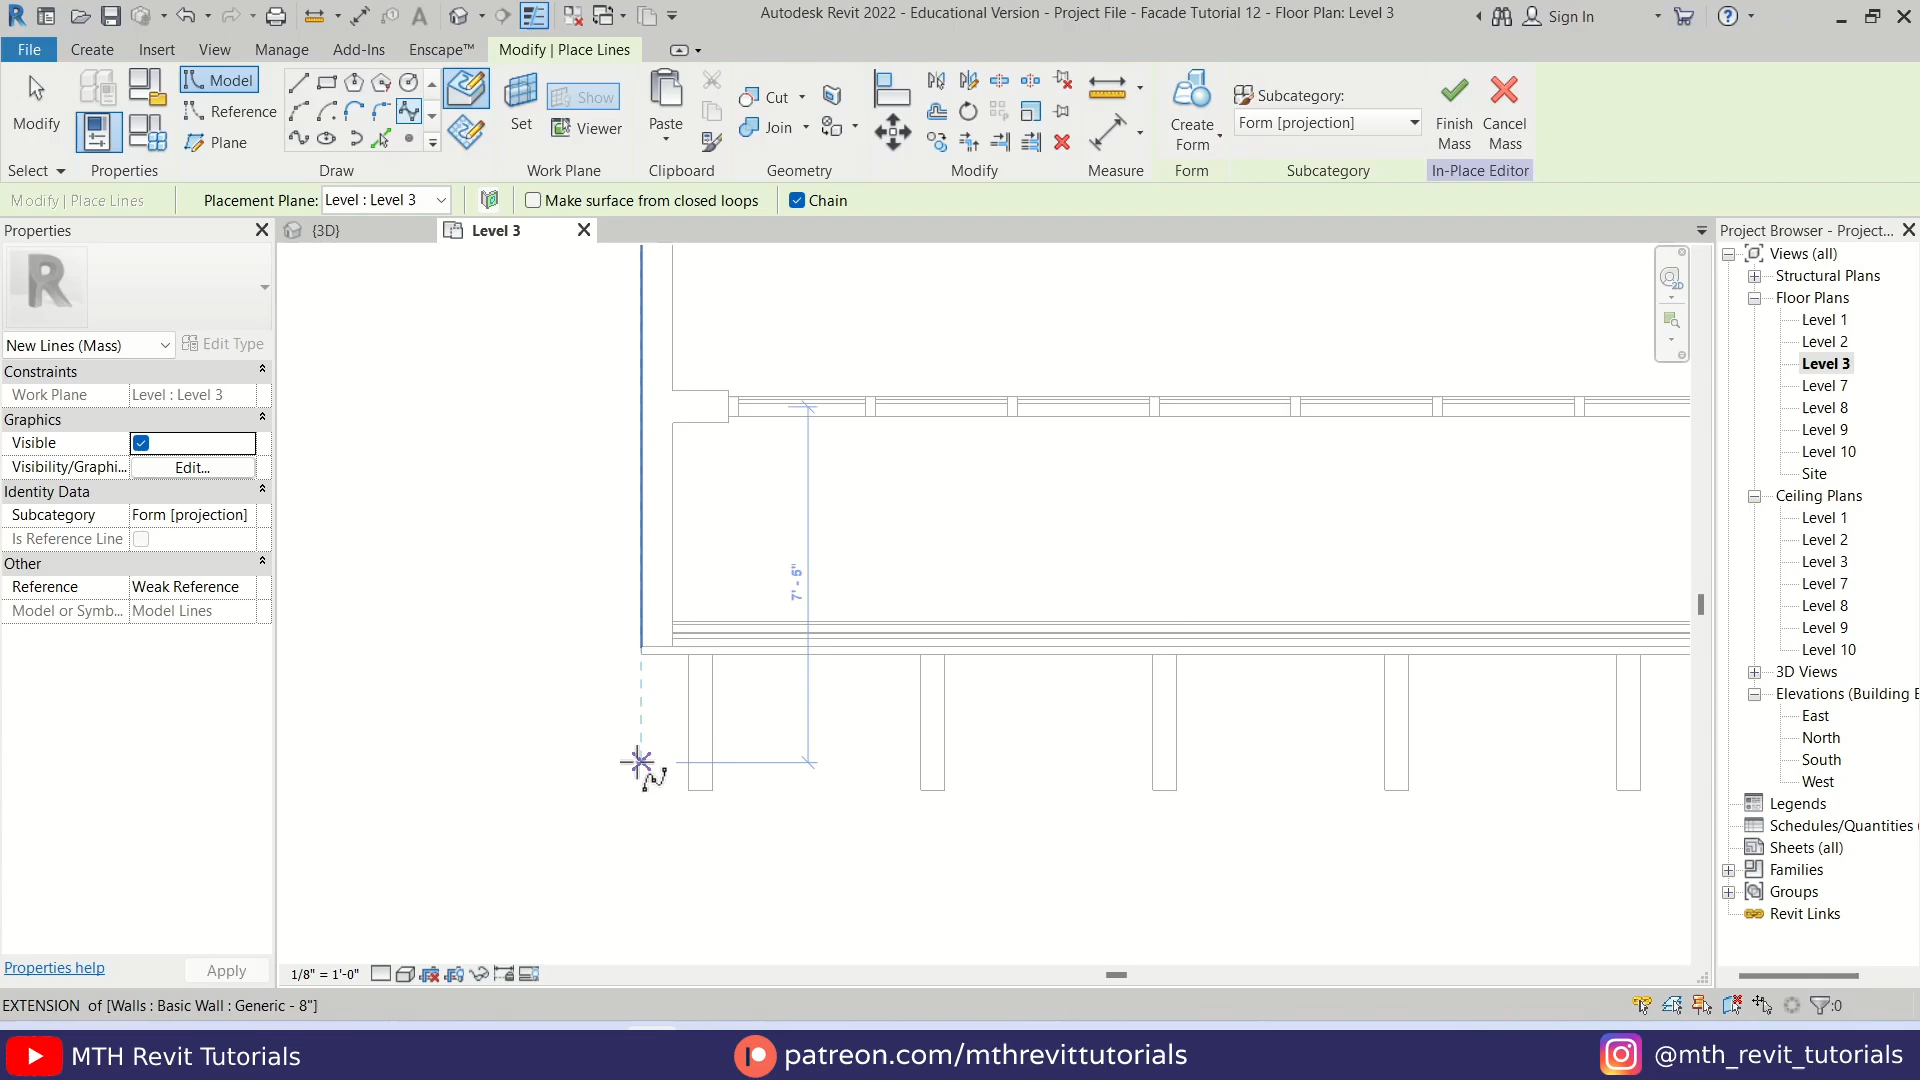 Autodesk Revit 2022 - Educational Version - Project File - Facade Tutorial 12 - Floor Plan: Level 3
Sign In
File Create Insert View Manage Add-Ins Enscape™ Modify | Place Lines
Modify
Select
Properties
Model
Reference
Plane
Draw
Set
Show
Viewer
Work Plane
Paste
Clipboard
Cut
Join
Geometry
Modify
Measure
Create
Form
Form
Subcategory:
Form [projection]
Subcategory
Finish
Mass
Cancel
Mass
In-Place Editor
Modify | Place Lines
Placement Plane: Level : Level 3
Make surface from closed loops
Chain
Properties
{3D}
Level 3
Project Browser - Project...
R
New Lines (Mass)
Edit Type
Constraints
Work Plane Level : Level 3
Graphics
Visible
Visibility/Graphi... Edit...
Identity Data
Subcategory Form [projection]
Is Reference Line
Other
Reference Weak Reference
Model or Symb... Model Lines
Properties help
Apply
7' - 6"
2D
Views (all)
Structural Plans
Floor Plans
Level 1
Level 2
Level 3
Level 7
Level 8
Level 9
Level 10
Site
Ceiling Plans
Level 1
Level 2
Level 3
Level 7
Level 8
Level 9
Level 10
3D Views
Elevations (Building E
East
North
South
West
Legends
Schedules/Quantities (
Sheets (all)
Families
Groups
Revit Links
1/8" = 1'-0"
EXTENSION of [Walls : Basic Wall : Generic - 8"]
:0
MTH Revit Tutorials
patreon.com/mthrevittutorials
@mth_revit_tutorials